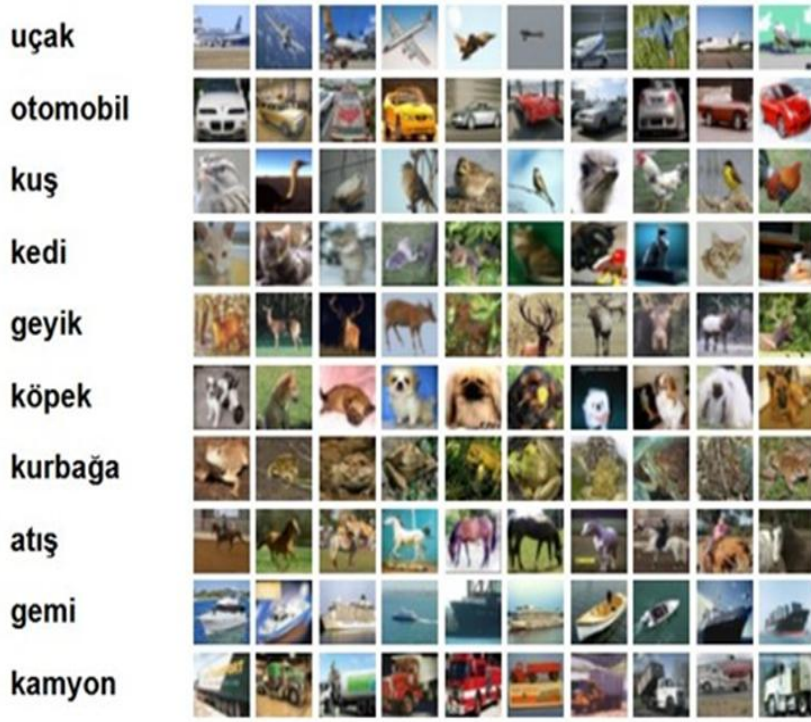 uçak
otomobil
kuş
kedi
geyik
köpek
kurbağa
atış
gemi
kamyon